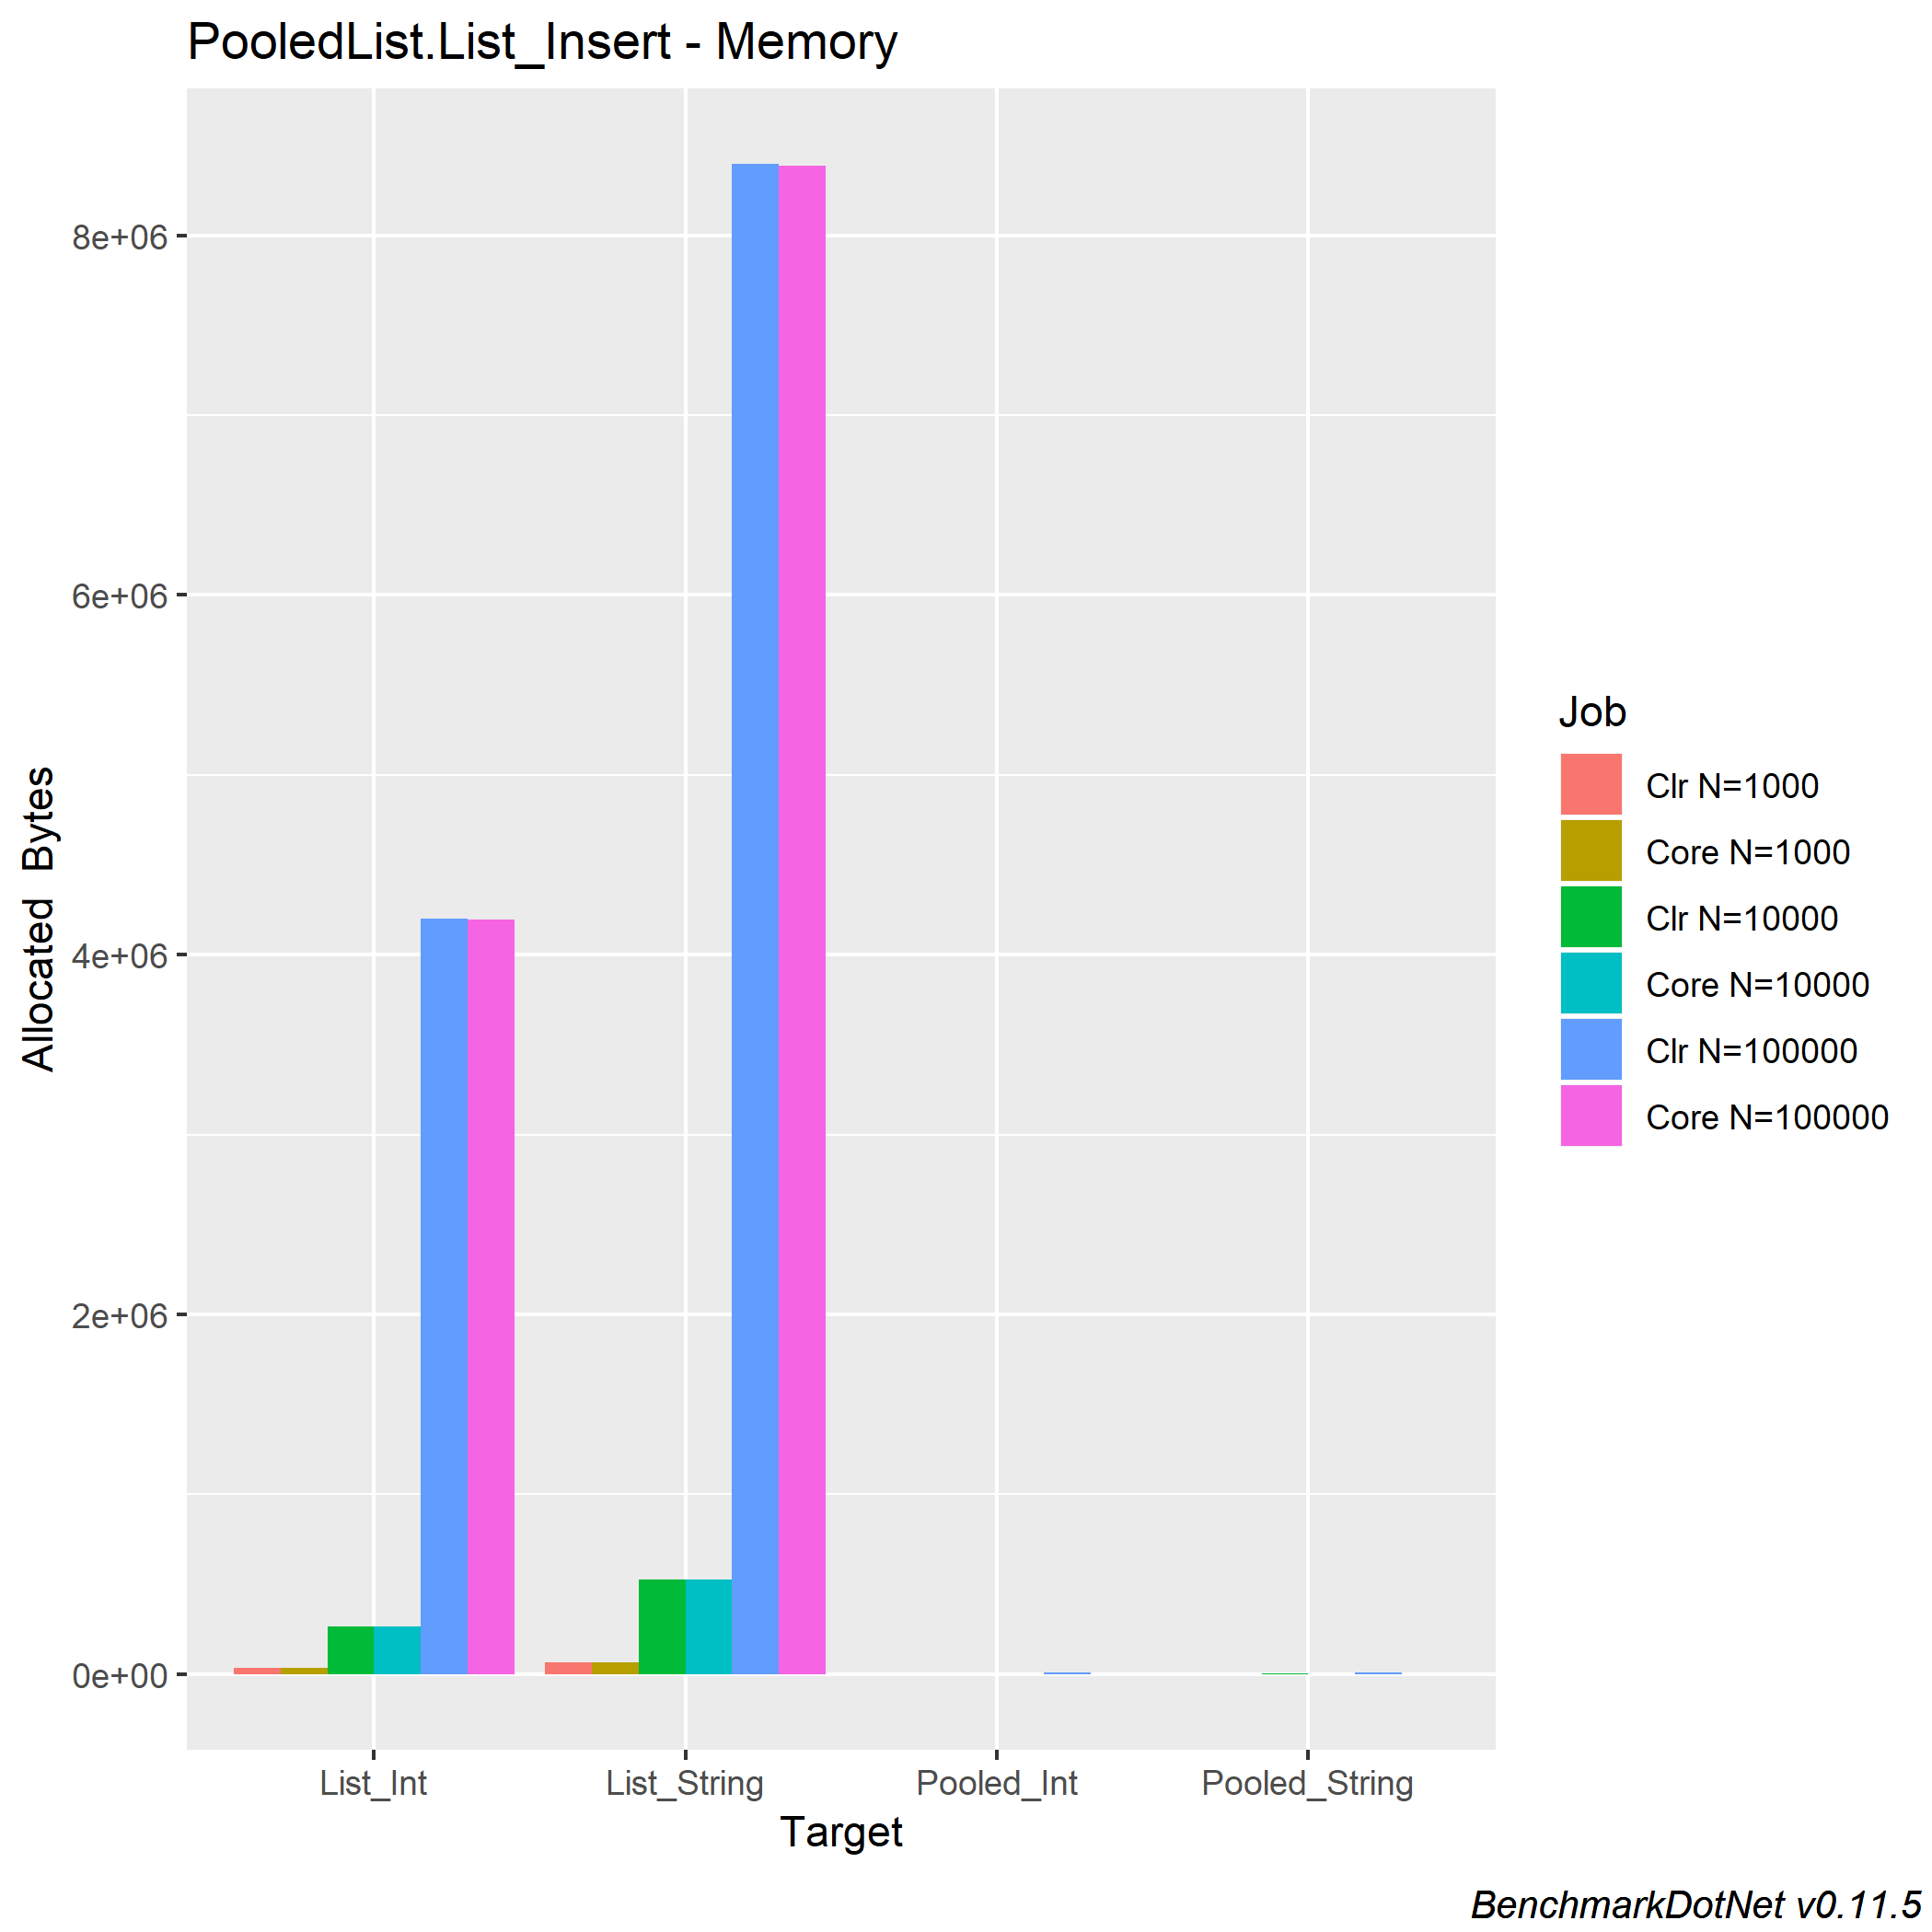 PooledList.List_Insert - Memory
Allocated Bytes
8e+06
6e+06
4e+06
2e+06
0e+00
List_Int
List_String
Pooled_Int
Pooled_String
Target
Job
Clr N=1000
Core N=1000
Clr N=10000
Core N=10000
Clr N=100000
Core N=100000
BenchmarkDotNet v0.11.5